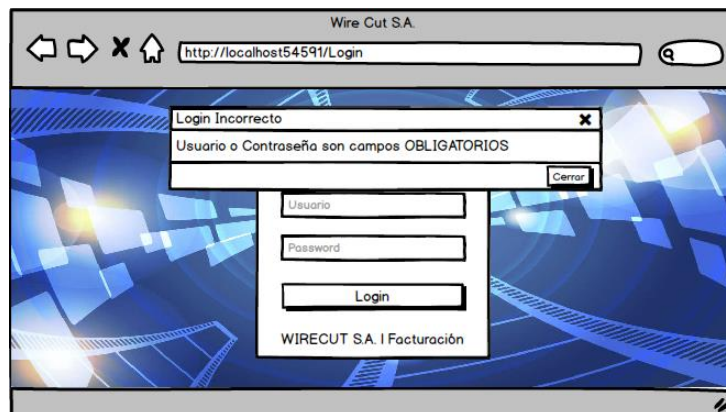 Wire Cut S.A.
http://localhost54591/Login
Login Incorrecto
Usuario o Contraseña son campos OBLIGATORIOS
Cerrar
Usuario
Password
Login
WIRECUT S.A. | Facturación